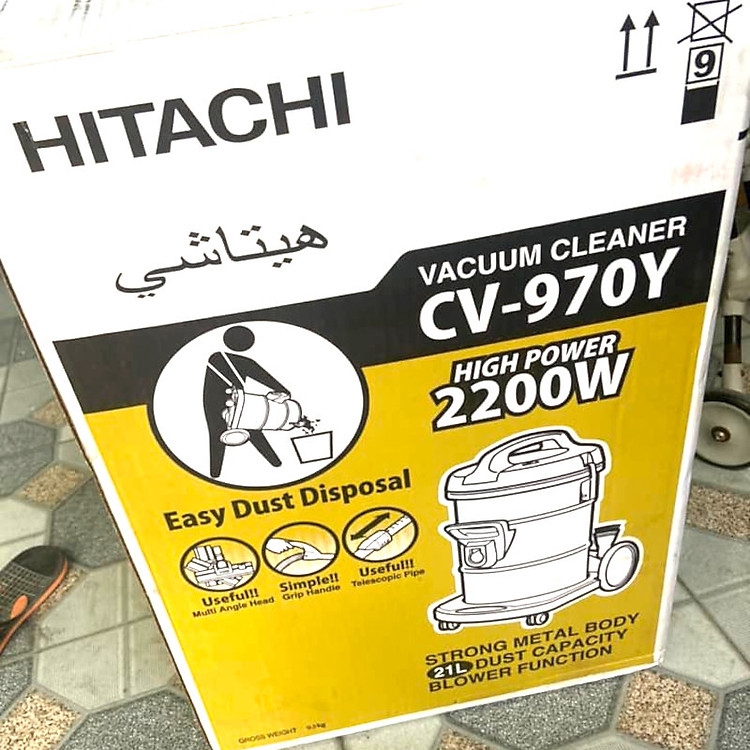 HITACHI
9
هيتاشي
VACUUM CLEANER
CV-970Y
HIGH POWER
2200W
Easy Dust Disposal
Useful!!
Multi Angle Head
Simple!!
Grip Handle
Useful!!
Telescopic Pipe
STRONG METAL BODY
21L DUST CAPACITY
BLOWER FUNCTION
GROSS WEIGHT